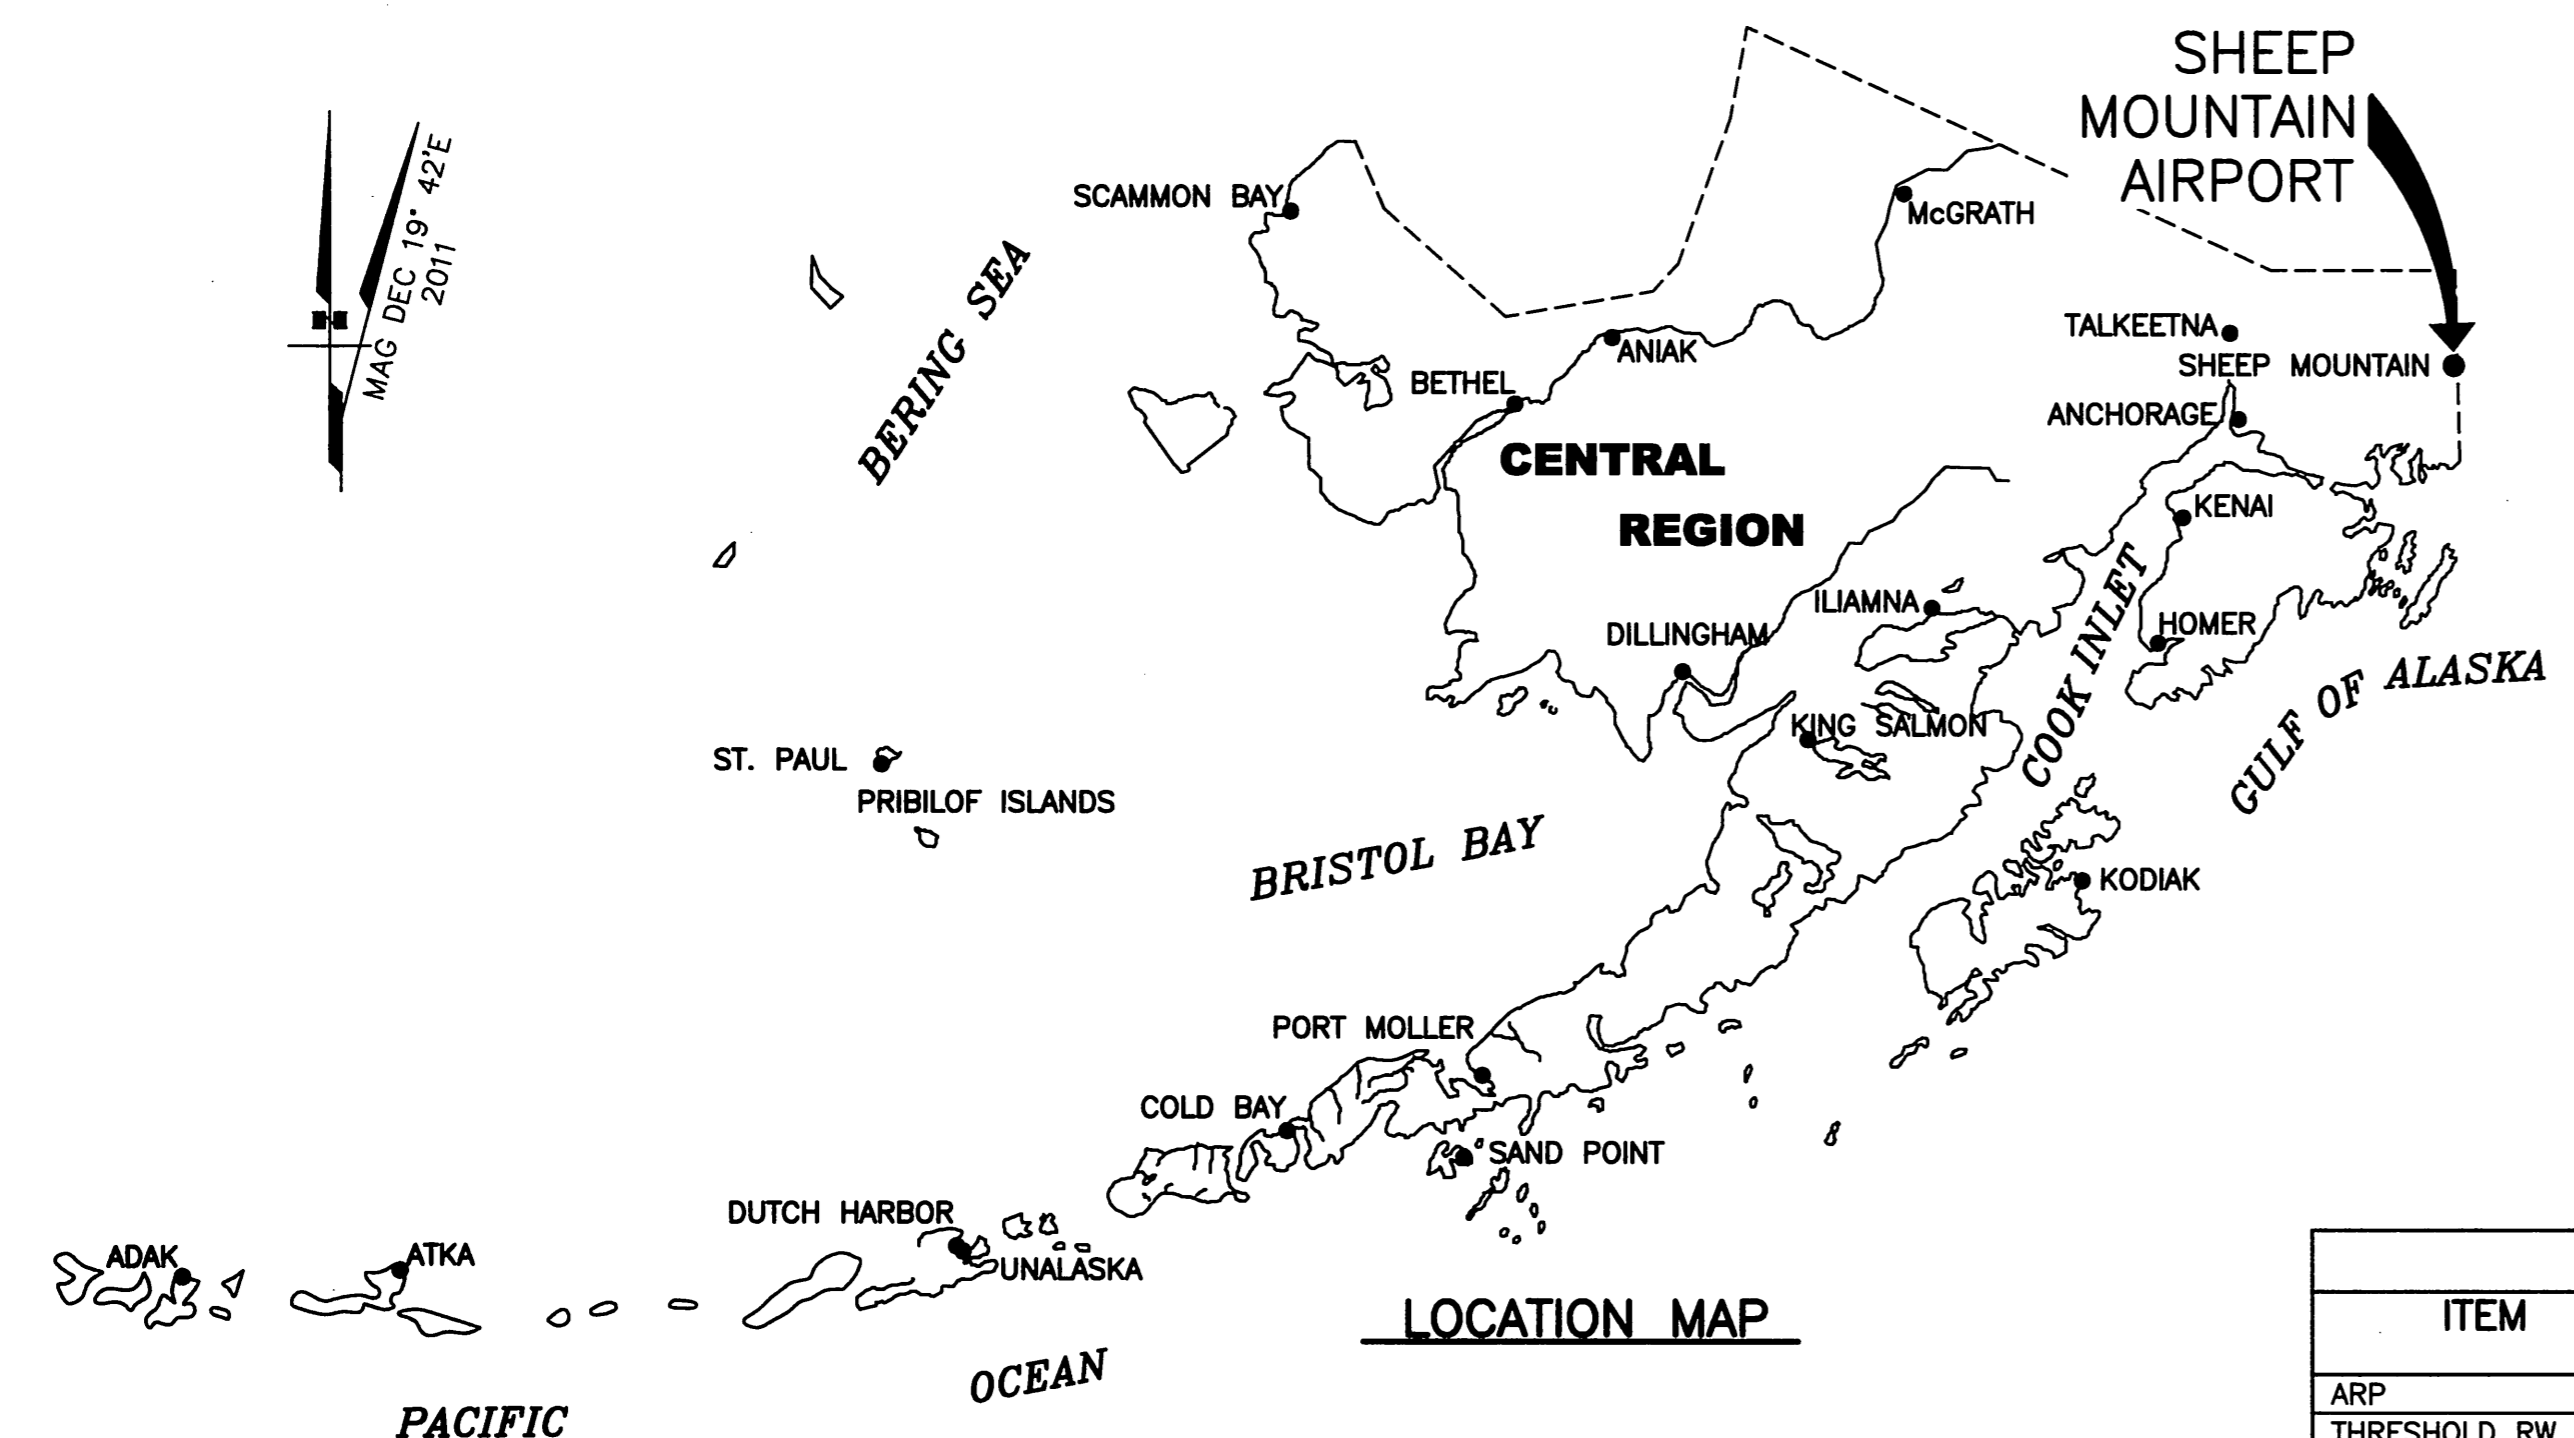 SHEEP
MOUNTAIN
AIRPORT
MAG DEC 19° 42'E
2011
SCAMMON BAY
McGRATH
BERING SEA
TALKEETNA
ANIAK
SHEEP MOUNTAIN
BETHEL
ANCHORAGE
CENTRAL
REGION
KENAI
ILIAMNA
DILLINGHAM
HOMER
COOK INLET
GULF OF ALASKA
KING SALMON
ST. PAUL
PRIBILOF ISLANDS
BRISTOL BAY
KODIAK
PORT MOLLER
COLD BAY
SAND POINT
DUTCH HARBOR
ADAK
ATKA
UNALASKA
LOCATION MAP
PACIFIC OCEAN
ITEM
ARP
THRESHOLD RW